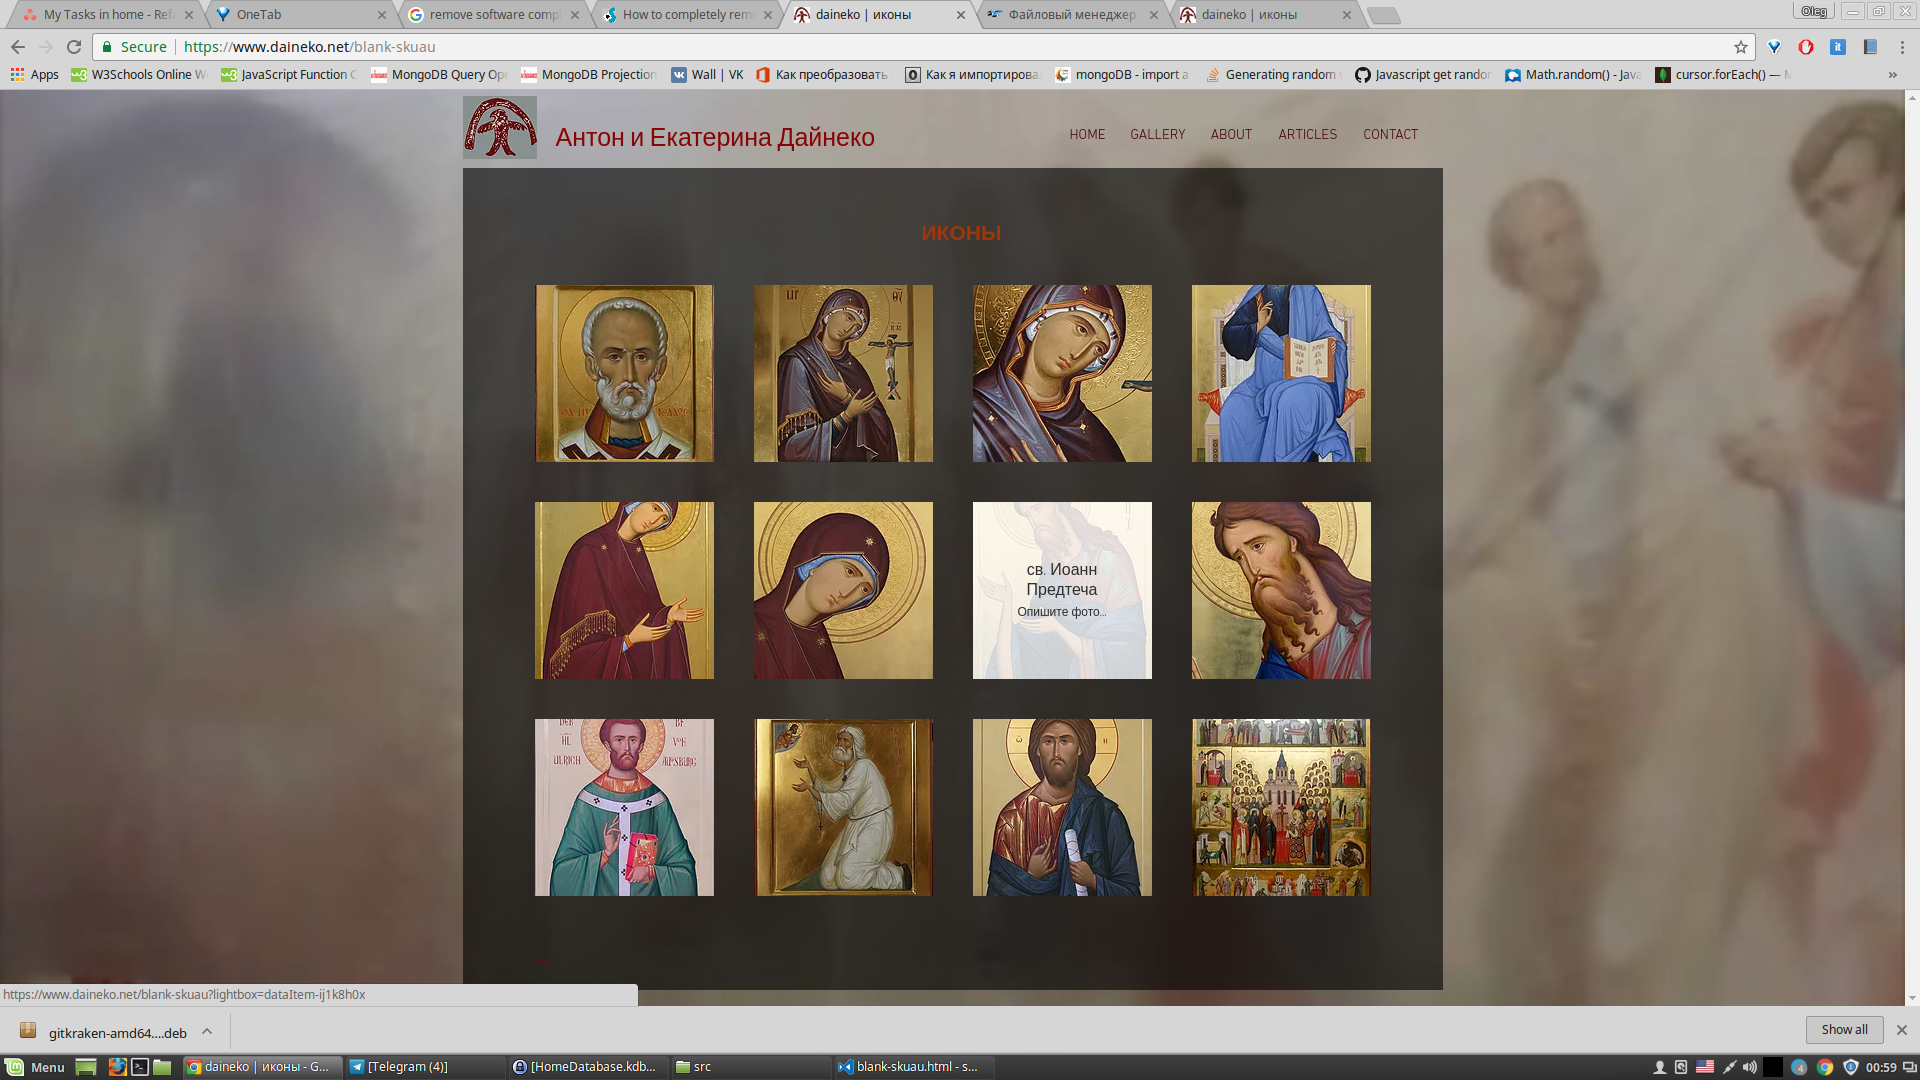 My Tasks in home - Ref
OneTab
remove software compl
How to completely rem
daineko | иконы
Файловый менеджер
daineko | иконы
Oleg
Secure
https://www.daineko.net/blank-skuau
Apps
W3Schools Online W
JavaScript Function C
MongoDB Query Ope
MongoDB Projection
Wall | VK
Как преобразовать
Как я импортирова
mongoDB - import a
Generating random
Javascript get rando
Math.random() - Java
cursor.forEach() —
»
Антон и Екатерина Дайнеко
HOME
GALLERY
ABOUT
ARTICLES
CONTACT
ИКОНЫ
св. Иоанн
Предтеча
Опишите фото...
DER
HL
ULRICH
VON
AUGSBURG
https://www.daineko.net/blank-skuau?lightbox=dataItem-ij1k8h0x
gitkraken-amd64....deb
Show all
Menu
daineko | иконы - G...
[Telegram (4)]
[HomeDatabase.kdb...
src
blank-skuau.html - s...
4
00:59